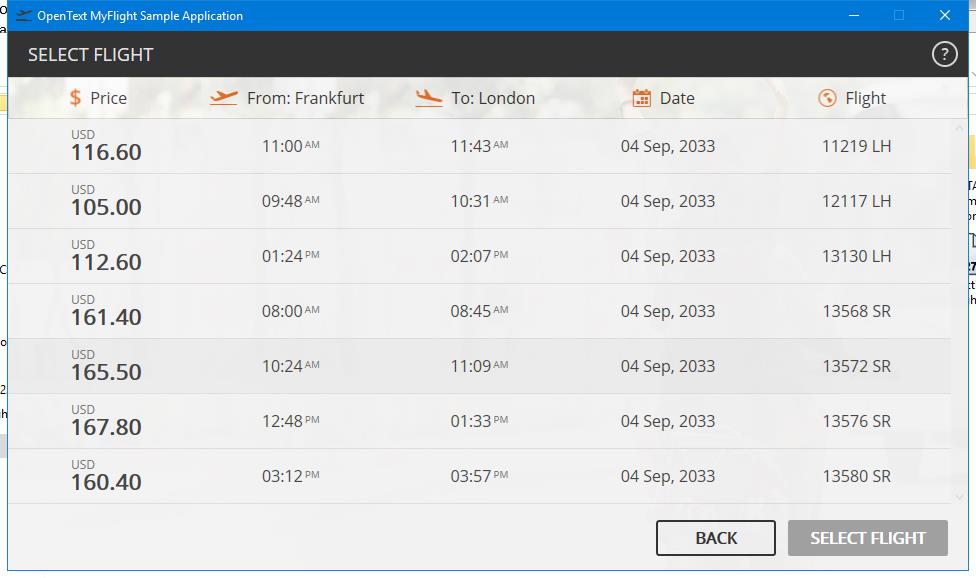 OpenText MyFlight Sample Application
SELECT FLIGHT
?
$ Price From: Frankfurt To: London Date Flight
USD
116.60 11:00 AM 11:43 AM 04 Sep, 2033 11219 LH
USD
105.00 09:48 AM 10:31 AM 04 Sep, 2033 12117 LH
USD
112.60 01:24 PM 02:07 PM 04 Sep, 2033 13130 LH
USD
161.40 08:00 AM 08:45 AM 04 Sep, 2033 13568 SR
USD
165.50 10:24 AM 11:09 AM 04 Sep, 2033 13572 SR
USD
167.80 12:48 PM 01:33 PM 04 Sep, 2033 13576 SR
USD
160.40 03:12 PM 03:57 PM 04 Sep, 2033 13580 SR
BACK SELECT FLIGHT